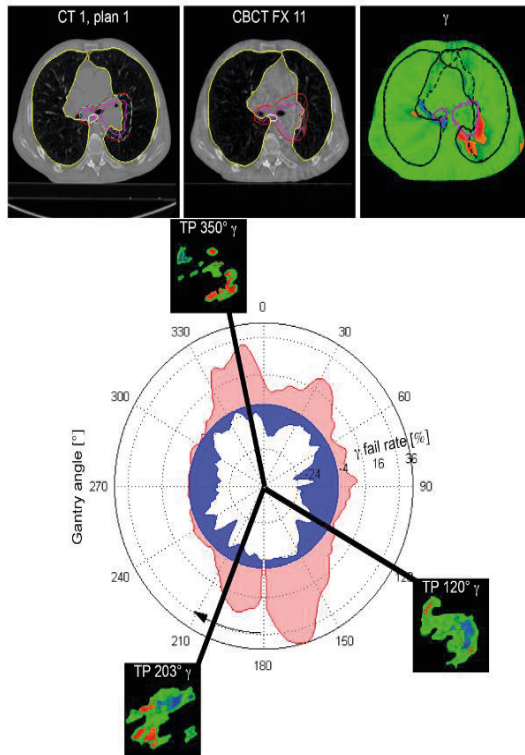 CT 1, plan 1
CBCT FX 11
γ
TP 350° γ
0
330
30
300
60
γ fail rate [%]
-24
-4
16
36
Gantry angle [°]
270
90
240
120
TP 120° γ
210
150
180
TP 203° γ